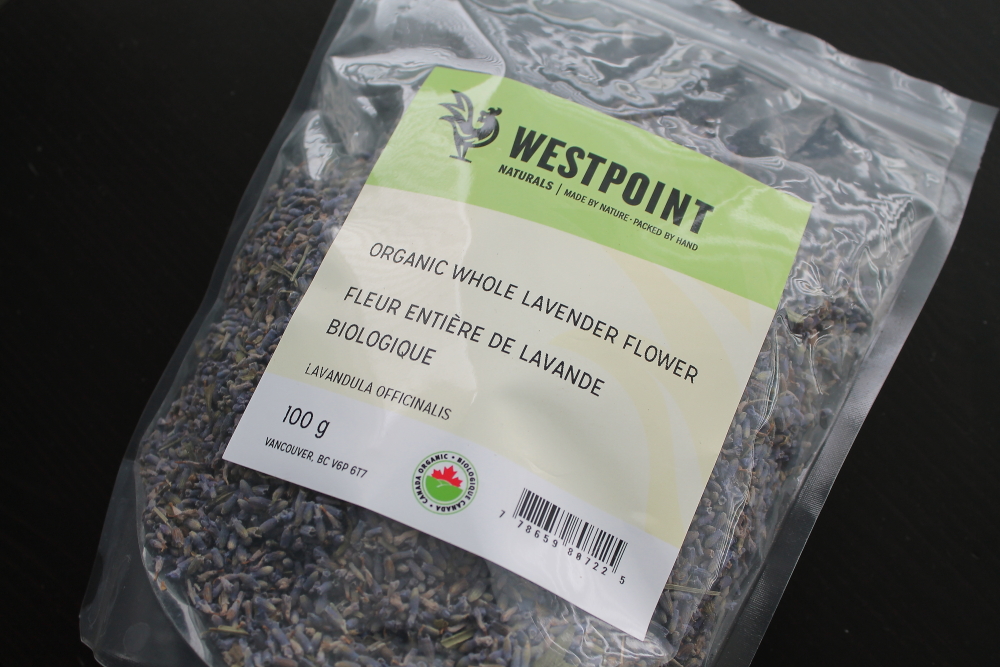 WESTPOINT
NATURALS | MADE BY NATURE · PACKED BY HAND
ORGANIC WHOLE LAVENDER FLOWER
FLEUR ENTIÈRE DE LAVANDE
BIOLOGIQUE
LAVANDULA OFFICINALIS
100 g
VANCOUVER, BC V6P 6T7
CANADA ORGANIC • BIOLOGIQUE CANADA •
7 78659 88722 5